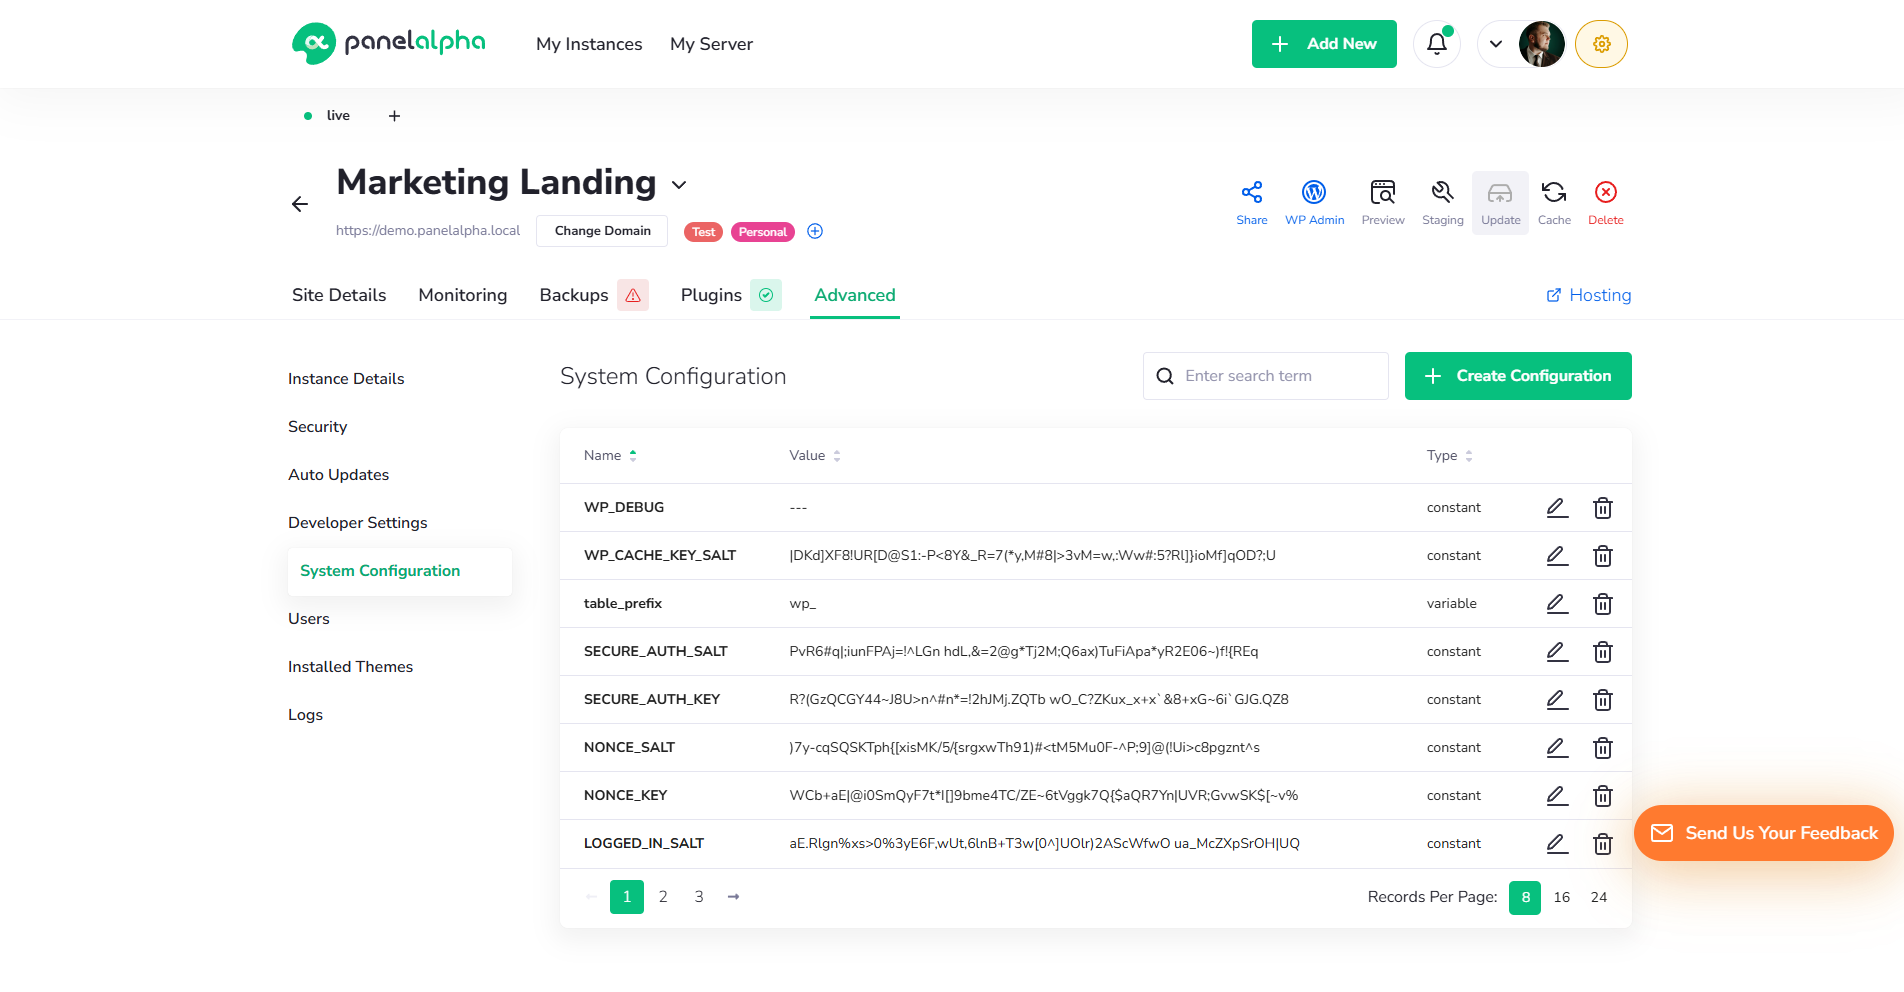 panelalpha
My Instances
My Server
Add New
live
Marketing Landing
https://demo.panelalpha.local
Change Domain
Test
Personal
Share
WP Admin
Preview
Staging
Update
Cache
Delete
Site Details
Monitoring
Backups
Plugins
Advanced
Hosting
Instance Details
Security
Auto Updates
Developer Settings
System Configuration
Users
Installed Themes
Logs
System Configuration
Enter search term
Create Configuration
Name Value Type
WP_DEBUG --- constant
WP_CACHE_KEY_SALT |DKd]XF8!UR[D@S1:-P<8Y&_R=7(*y,M#8|>3vM=w,:Ww#:5?Rl]}ioMf]qOD?;U constant
table_prefix wp_ variable
SECURE_AUTH_SALT PvR6#q|;iunFPAj=!^LGn hdL,&=2@g*Tj2M;Q6ax)TuFiApa*yR2E06~)f!{REq constant
SECURE_AUTH_KEY R?(GzQCGY44~J8U>n^#n*=!2hJMj.ZQTb wO_C?ZKux_x+x`&8+xG~6i`GJG.QZ8 constant
NONCE_SALT )7y-cqSQSKTph{[xisMK/5/{srgxwTh91)#<tM5Mu0F-^P;9]@(!Ui>c8pgznt^s constant
NONCE_KEY WCb+aE|@i0SmQyF7t*I[]9bme4TC/ZE~6tVggk7Q{$aQR7Yn|UVR;GvwSK$[~v% constant
LOGGED_IN_SALT aE.Rlgn%xs>0%3yE6F,wUt,6lnB+T3w[0^]UOlr)2AScWfwO ua_McZXpSrOH|UQ constant
1 2 3
Records Per Page: 8 16 24
Send Us Your Feedback